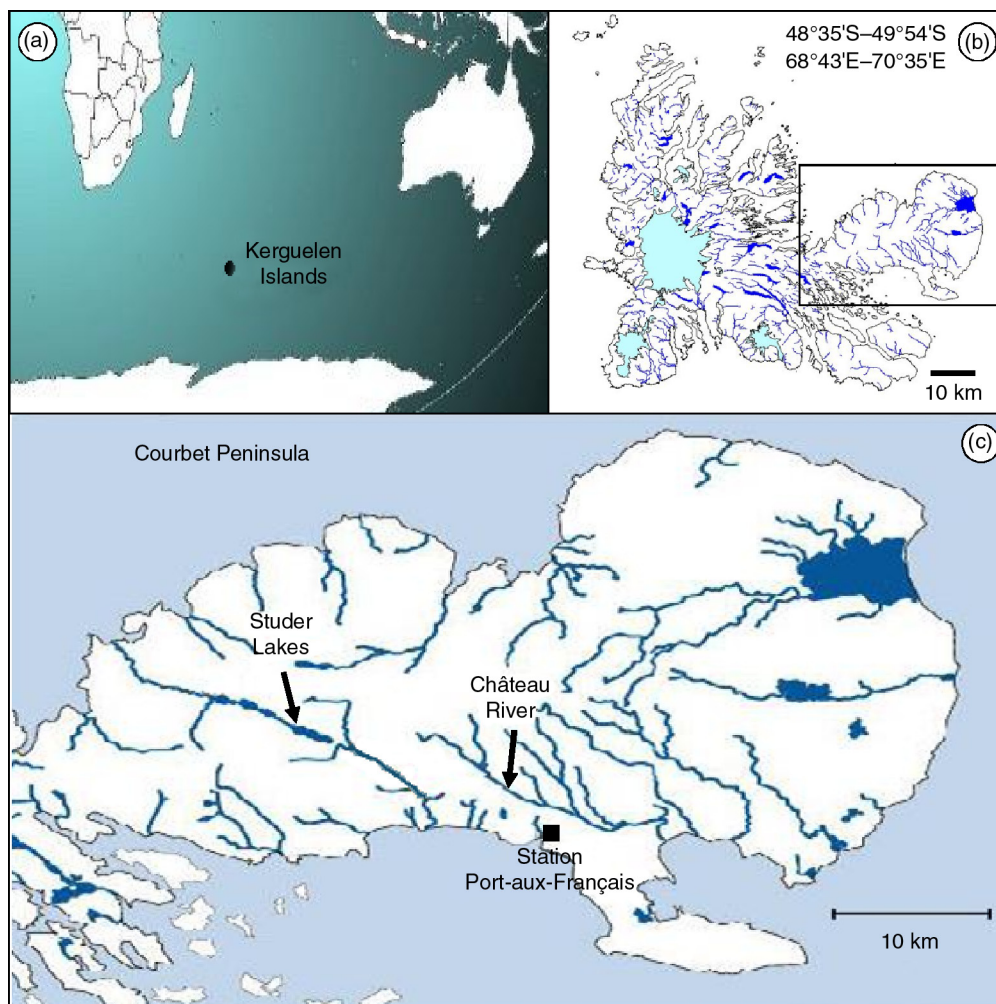 (a)
Kerguelen
Islands
48°35'S–49°54'S
68°43'E–70°35'E
(b)
10 km
(c)
Courbet Peninsula
Studer
Lakes
Château
River
Station
Port-aux-Français
10 km